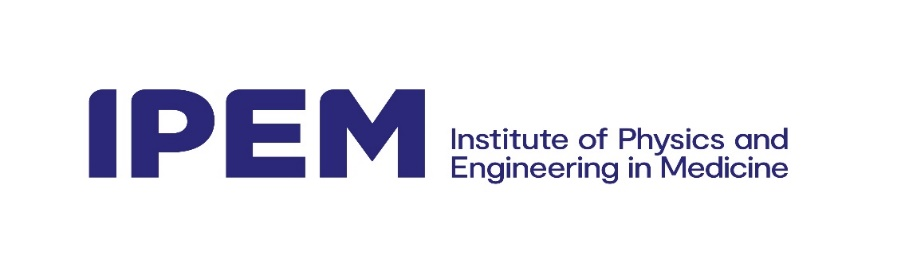 IPEM
Institute of Physics and
Engineering in Medicine